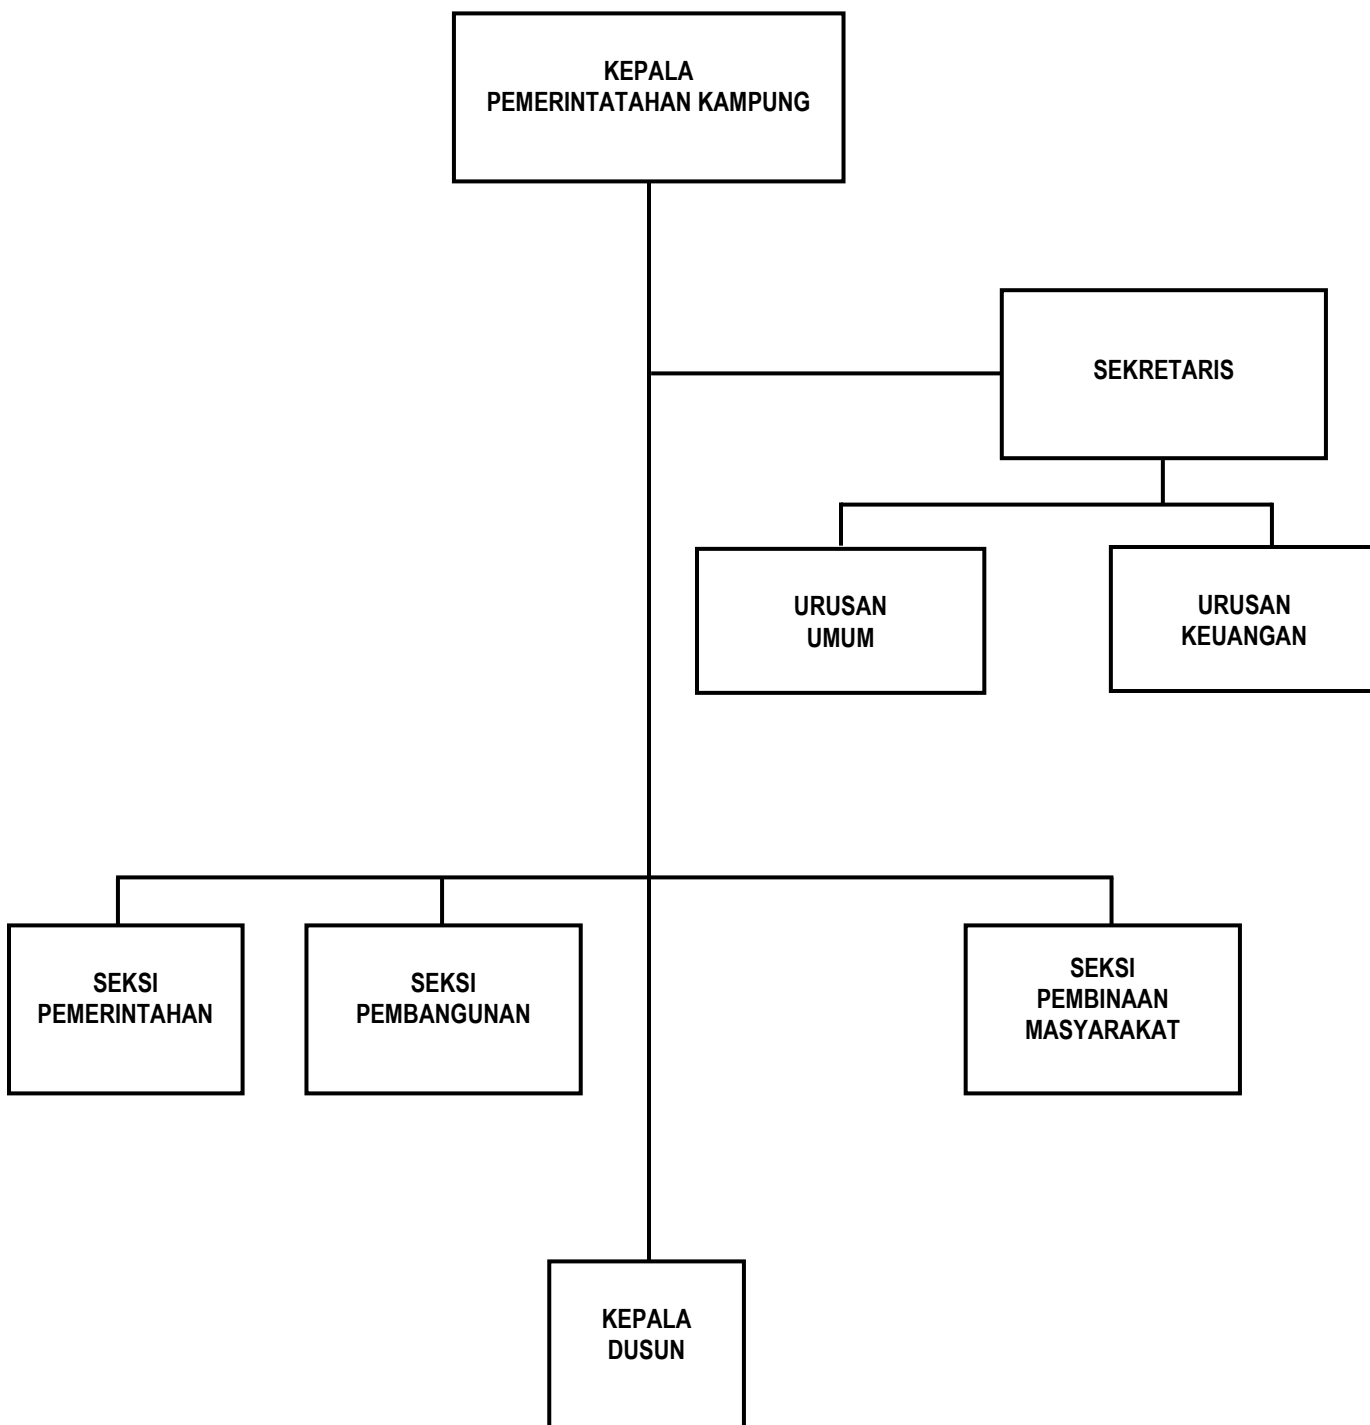 KEPALA
PEMERINTATAHAN KAMPUNG
SEKRETARIS
URUSAN
UMUM
URUSAN
KEUANGAN
SEKSI
PEMERINTAHAN
SEKSI
PEMBANGUNAN
SEKSI
PEMBINAAN
MASYARAKAT
KEPALA
DUSUN